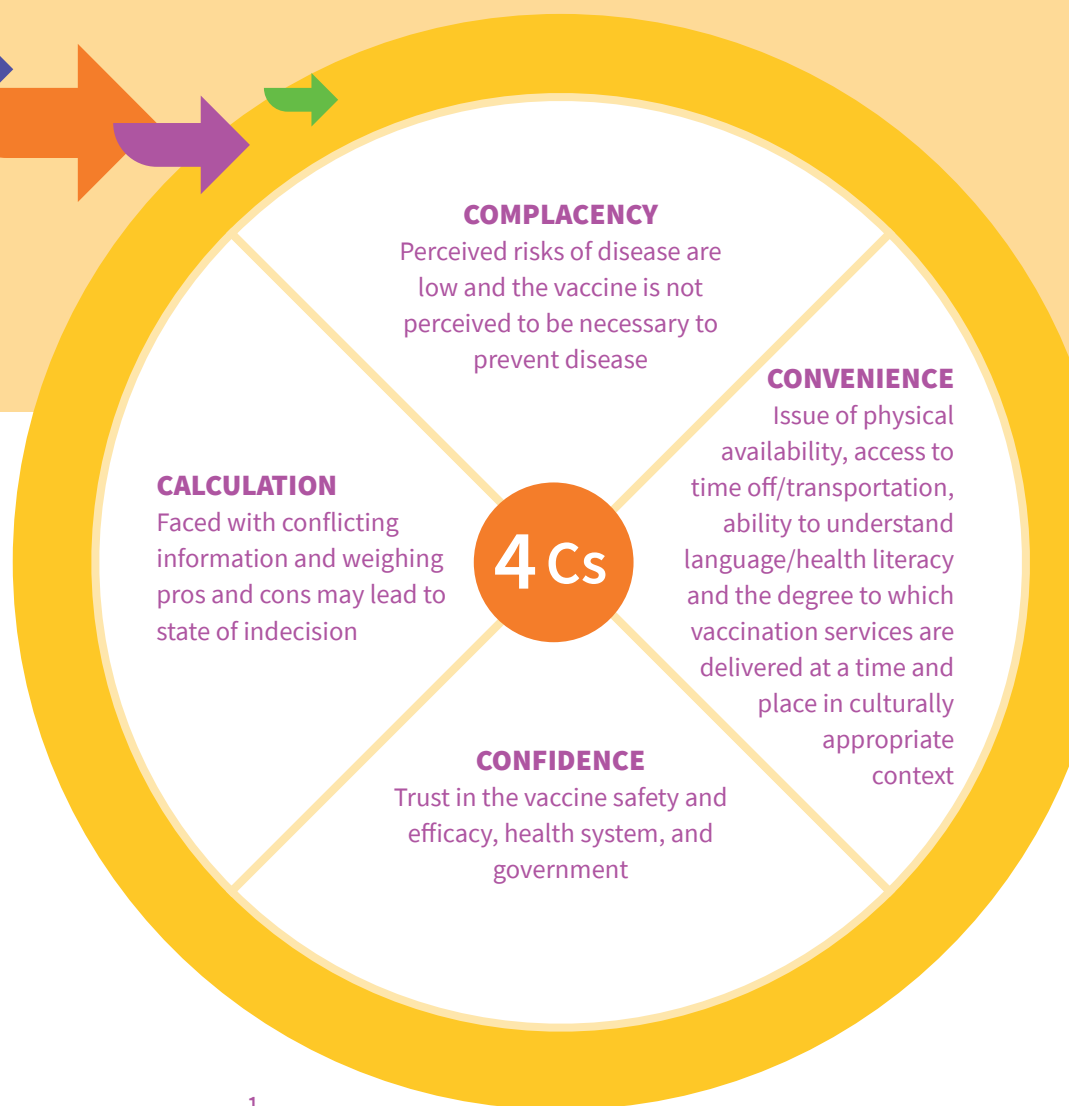 COMPLACENCY
Perceived risks of disease are
low and the vaccine is not
perceived to be necessary to
prevent disease
CONVENIENCE
Issue of physical
availability, access to
time off/transportation,
ability to understand
language/health literacy
and the degree to which
vaccination services are
delivered at a time and
place in culturally
appropriate
context
CALCULATION
Faced with conflicting
information and weighing
pros and cons may lead to
state of indecision
4 Cs
CONFIDENCE
Trust in the vaccine safety and
efficacy, health system, and
government
1